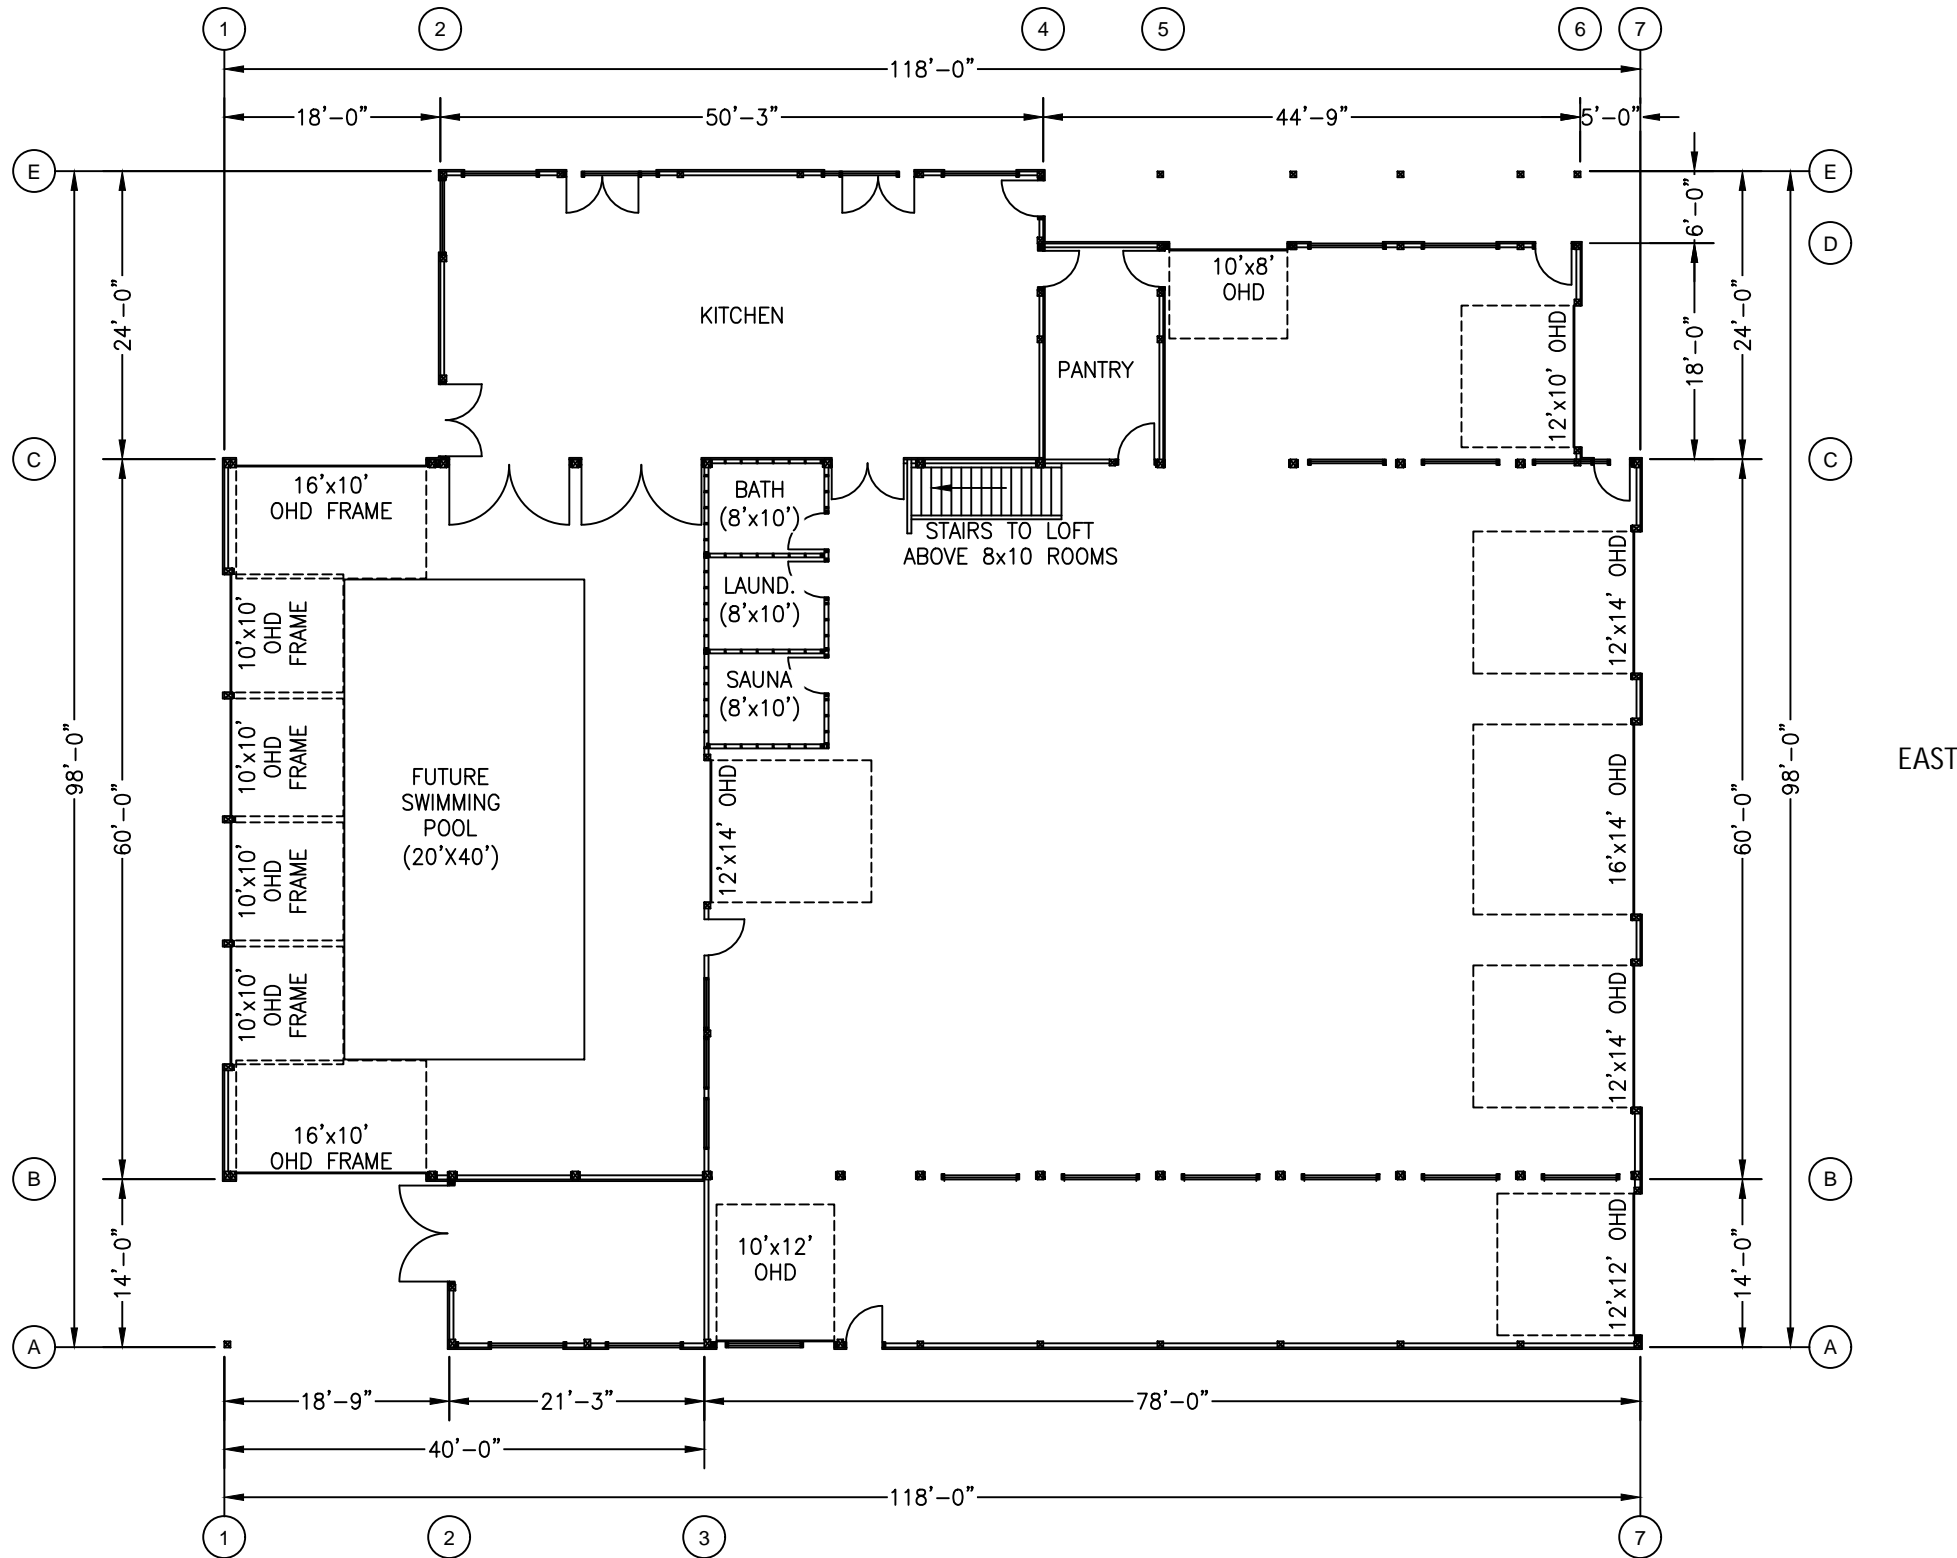 1
2
4
5
6
7
118'-0"
18'-0"
50'-3"
44'-9"
5'-0"
E
E
6'-0"
D
10'x8'
OHD
24'-0"
KITCHEN
12'x10' OHD
18'-0"
24'-0"
PANTRY
C
C
16'x10'
OHD FRAME
BATH
(8'x10')
STAIRS TO LOFT
ABOVE 8x10 ROOMS
12'x14' OHD
LAUND.
(8'x10')
10'x10'
OHD
FRAME
SAUNA
(8'x10')
10'x10'
OHD
FRAME
98'-0"
60'-0"
FUTURE
SWIMMING
POOL
(20'X40')
12'x14' OHD
16'x14' OHD
60'-0"
98'-0"
EAST
10'x10'
OHD
FRAME
10'x10'
OHD
FRAME
12'x14' OHD
16'x10'
OHD FRAME
B
B
14'-0"
10'x12'
OHD
12'x12' OHD
14'-0"
A
A
18'-9"
21'-3"
78'-0"
40'-0"
118'-0"
1
2
3
7